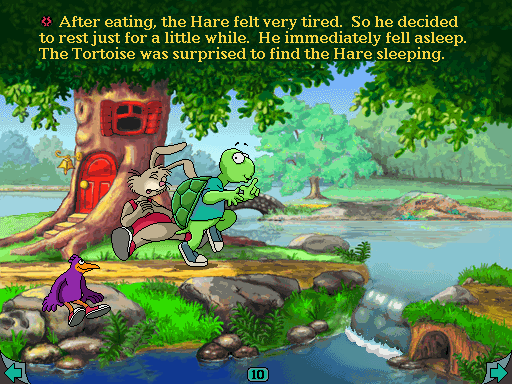 After eating, the Hare felt very tired.  So he decided
to rest just for a little while.  He immediately fell asleep.
The Tortoise was surprised to find the Hare sleeping.
10